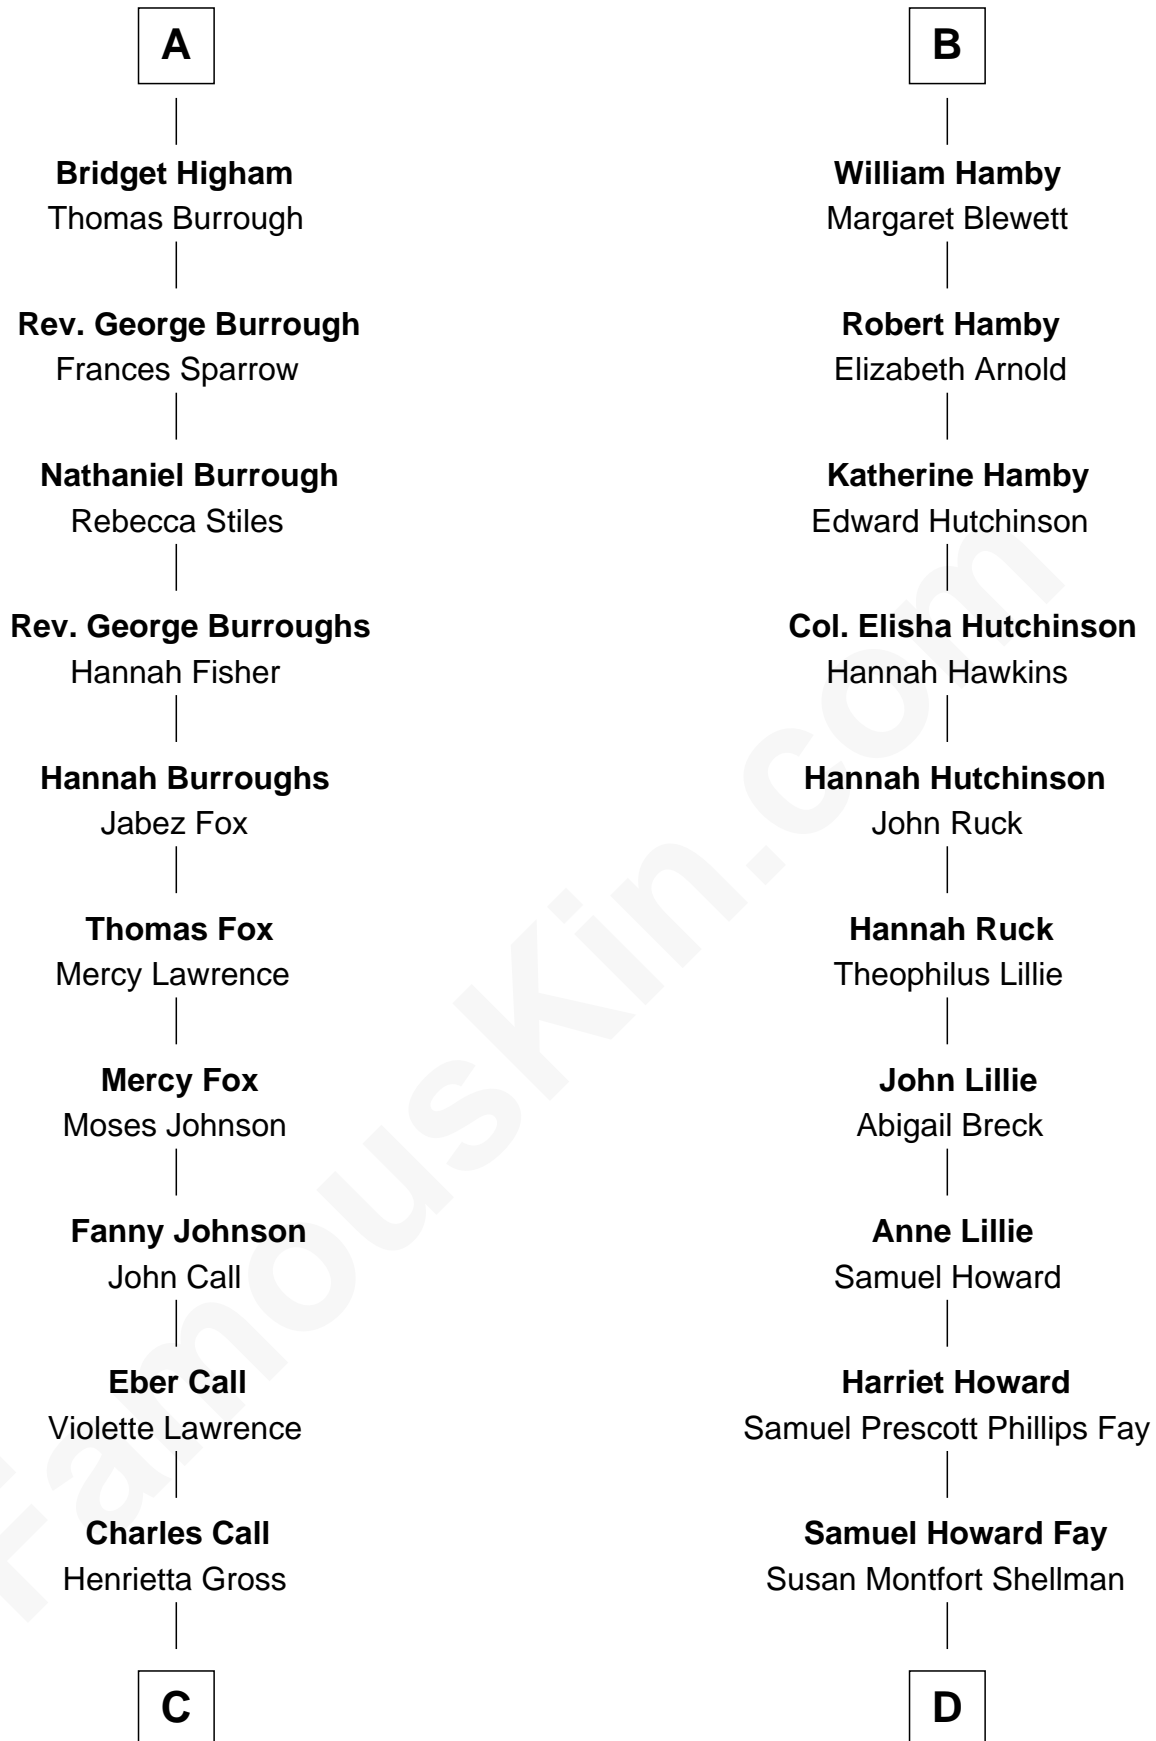 A
Bridget Higham
Thomas Burrough
Rev. George Burrough
Frances Sparrow
Nathaniel Burrough
Rebecca Stiles
Rev. George Burroughs
Hannah Fisher
Hannah Burroughs
Jabez Fox
Thomas Fox
Mercy Lawrence
Mercy Fox
Moses Johnson
Fanny Johnson
John Call
Eber Call
Violette Lawrence
Charles Call
Henrietta Gross
C
B
William Hamby
Margaret Blewett
Robert Hamby
Elizabeth Arnold
Katherine Hamby
Edward Hutchinson
Col. Elisha Hutchinson
Hannah Hawkins
Hannah Hutchinson
John Ruck
Hannah Ruck
Theophilus Lillie
John Lillie
Abigail Breck
Anne Lillie
Samuel Howard
Harriet Howard
Samuel Prescott Phillips Fay
Samuel Howard Fay
Susan Montfort Shellman
D
FamousKin.com